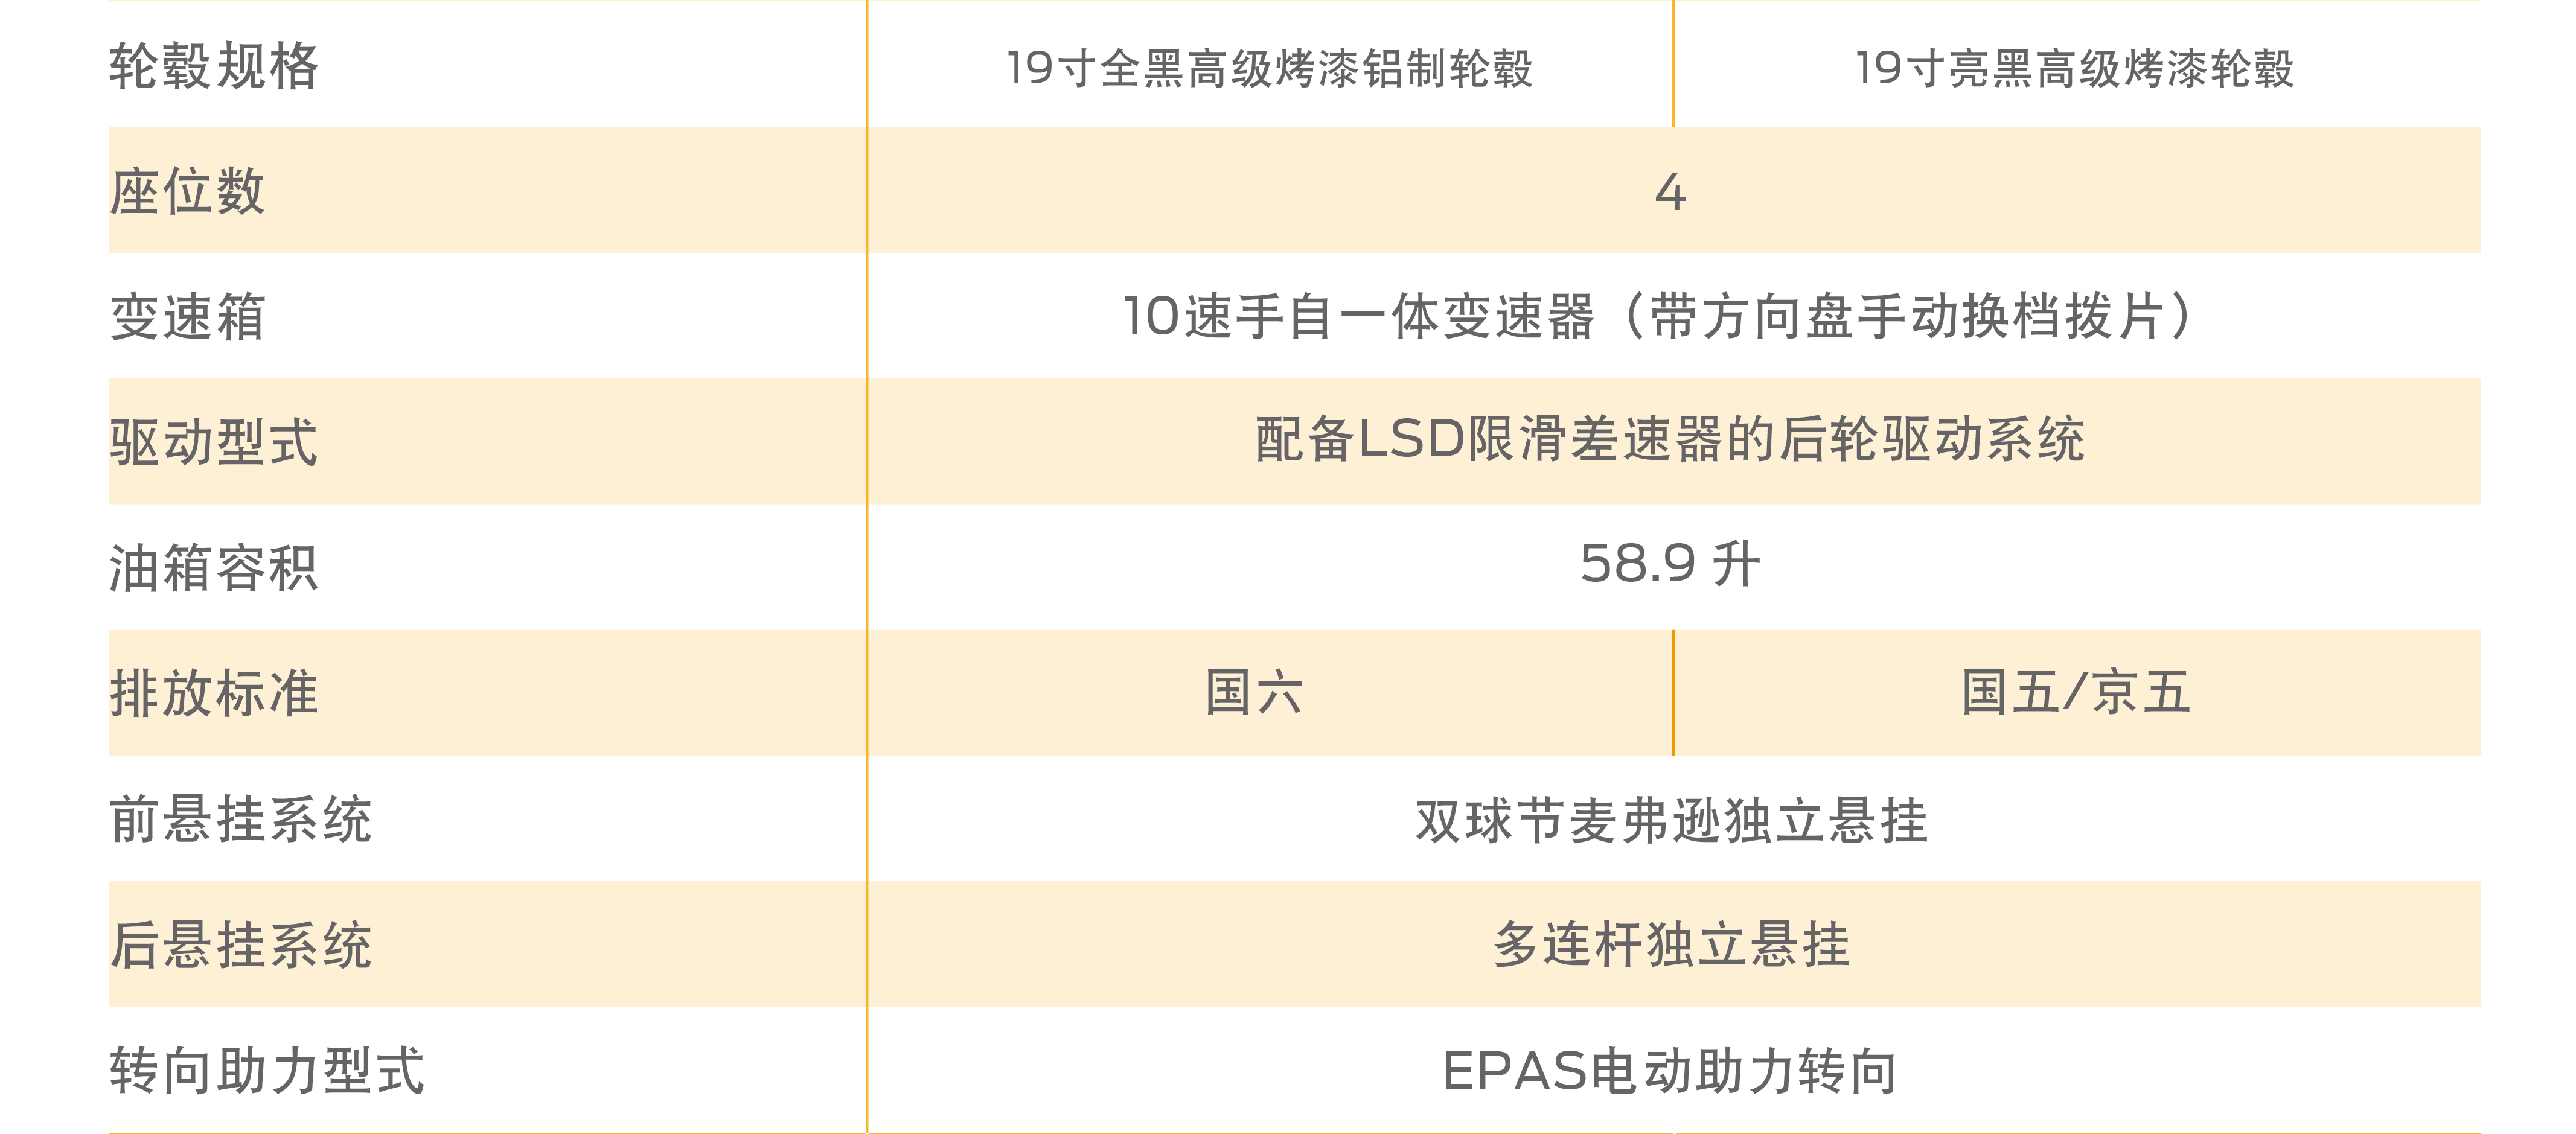 轮毂规格 19寸全黑高级烤漆铝制轮毂 19寸亮黑高级烤漆轮毂
座位数 4
变速箱 10速手自一体变速器（带方向盘手动换档拨片）
驱动型式 配备LSD限滑差速器的后轮驱动系统
油箱容积 58.9 升
排放标准 国六 国五/京五
前悬挂系统 双球节麦弗逊独立悬挂
后悬挂系统 多连杆独立悬挂
转向助力型式 EPAS电动助力转向